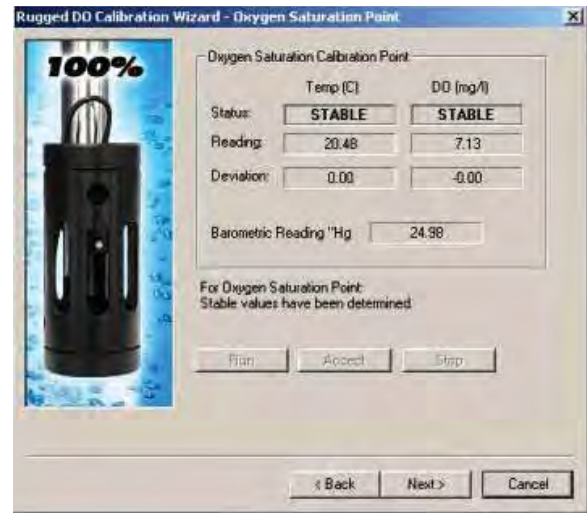 Rugged DO Calibration Wizard - Oxygen Saturation Point
100%
Oxygen Saturation Calibration Point
Temp (C) DO (mg/l)
Status: STABLE STABLE
Reading: 20.48 7.13
Deviation: 0.00 -0.00
Barometric Reading "Hg 24.98
For Oxygen Saturation Point:
Stable values have been determined
Run Accept Stop
< Back Next > Cancel